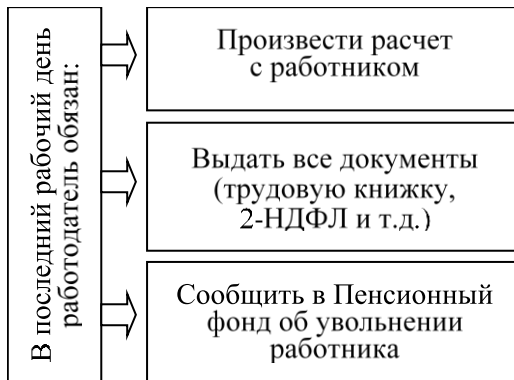 В последний рабочий день
работодатель обязан:
Произвести расчет
с работником
Выдать все документы
(трудовую книжку,
2-НДФЛ и т.д.)
Сообщить в Пенсионный
фонд об увольнении
работника